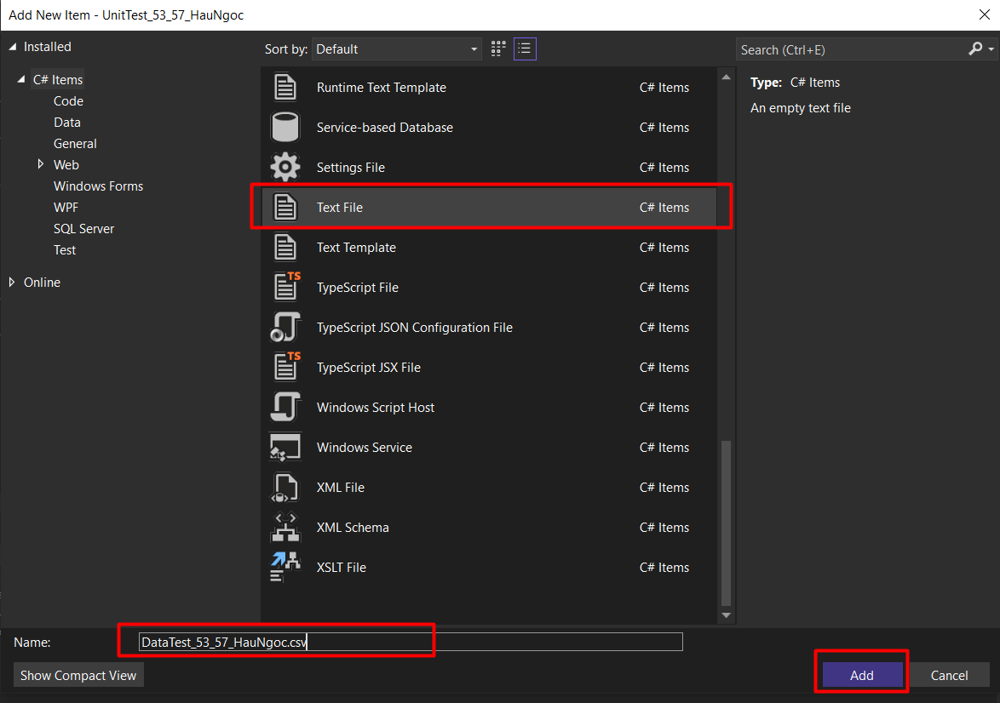 Add New Item - UnitTest_53_57_HauNgoc
Installed
C# Items
Code
Data
General
Web
Windows Forms
WPF
SQL Server
Test
Online
Sort by: Default
Runtime Text Template C# Items
Service-based Database C# Items
Settings File C# Items
Text File C# Items
Text Template C# Items
TypeScript File C# Items
TypeScript JSON Configuration File C# Items
TypeScript JSX File C# Items
Windows Script Host C# Items
Windows Service C# Items
XML File C# Items
XML Schema C# Items
XSLT File C# Items
Search (Ctrl+E)
Type: C# Items
An empty text file
Name: DataTest_53_57_HauNgoc.csv
Show Compact View
Add
Cancel